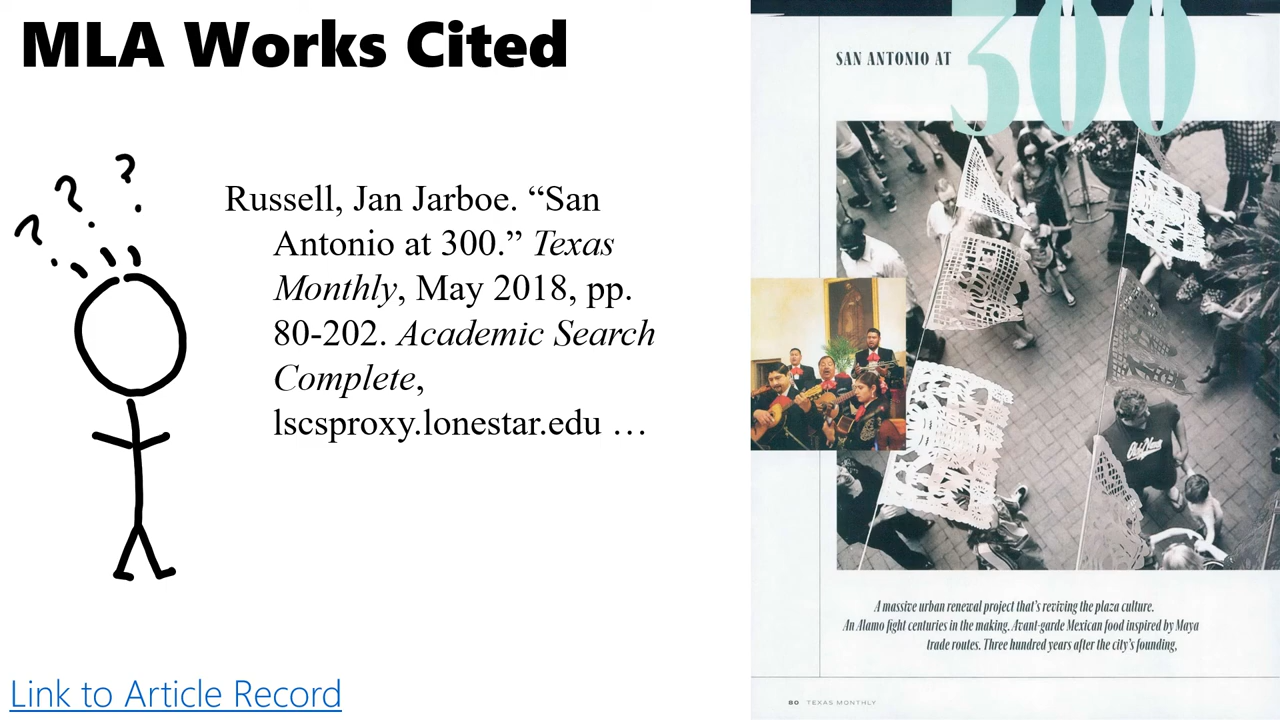 MLA Works Cited
? ? ?
Russell, Jan Jarboe. “San
Antonio at 300.” Texas
Monthly, May 2018, pp.
80-202. Academic Search
Complete,
lscsproxy.lonestar.edu …
Link to Article Record
SAN ANTONIO AT 300
A massive urban renewal project that's reviving the plaza culture.
An Alamo fight centuries in the making. Avant-garde Mexican food inspired by Maya
trade routes. Three hundred years after the city's founding,
80 TEXAS MONTHLY